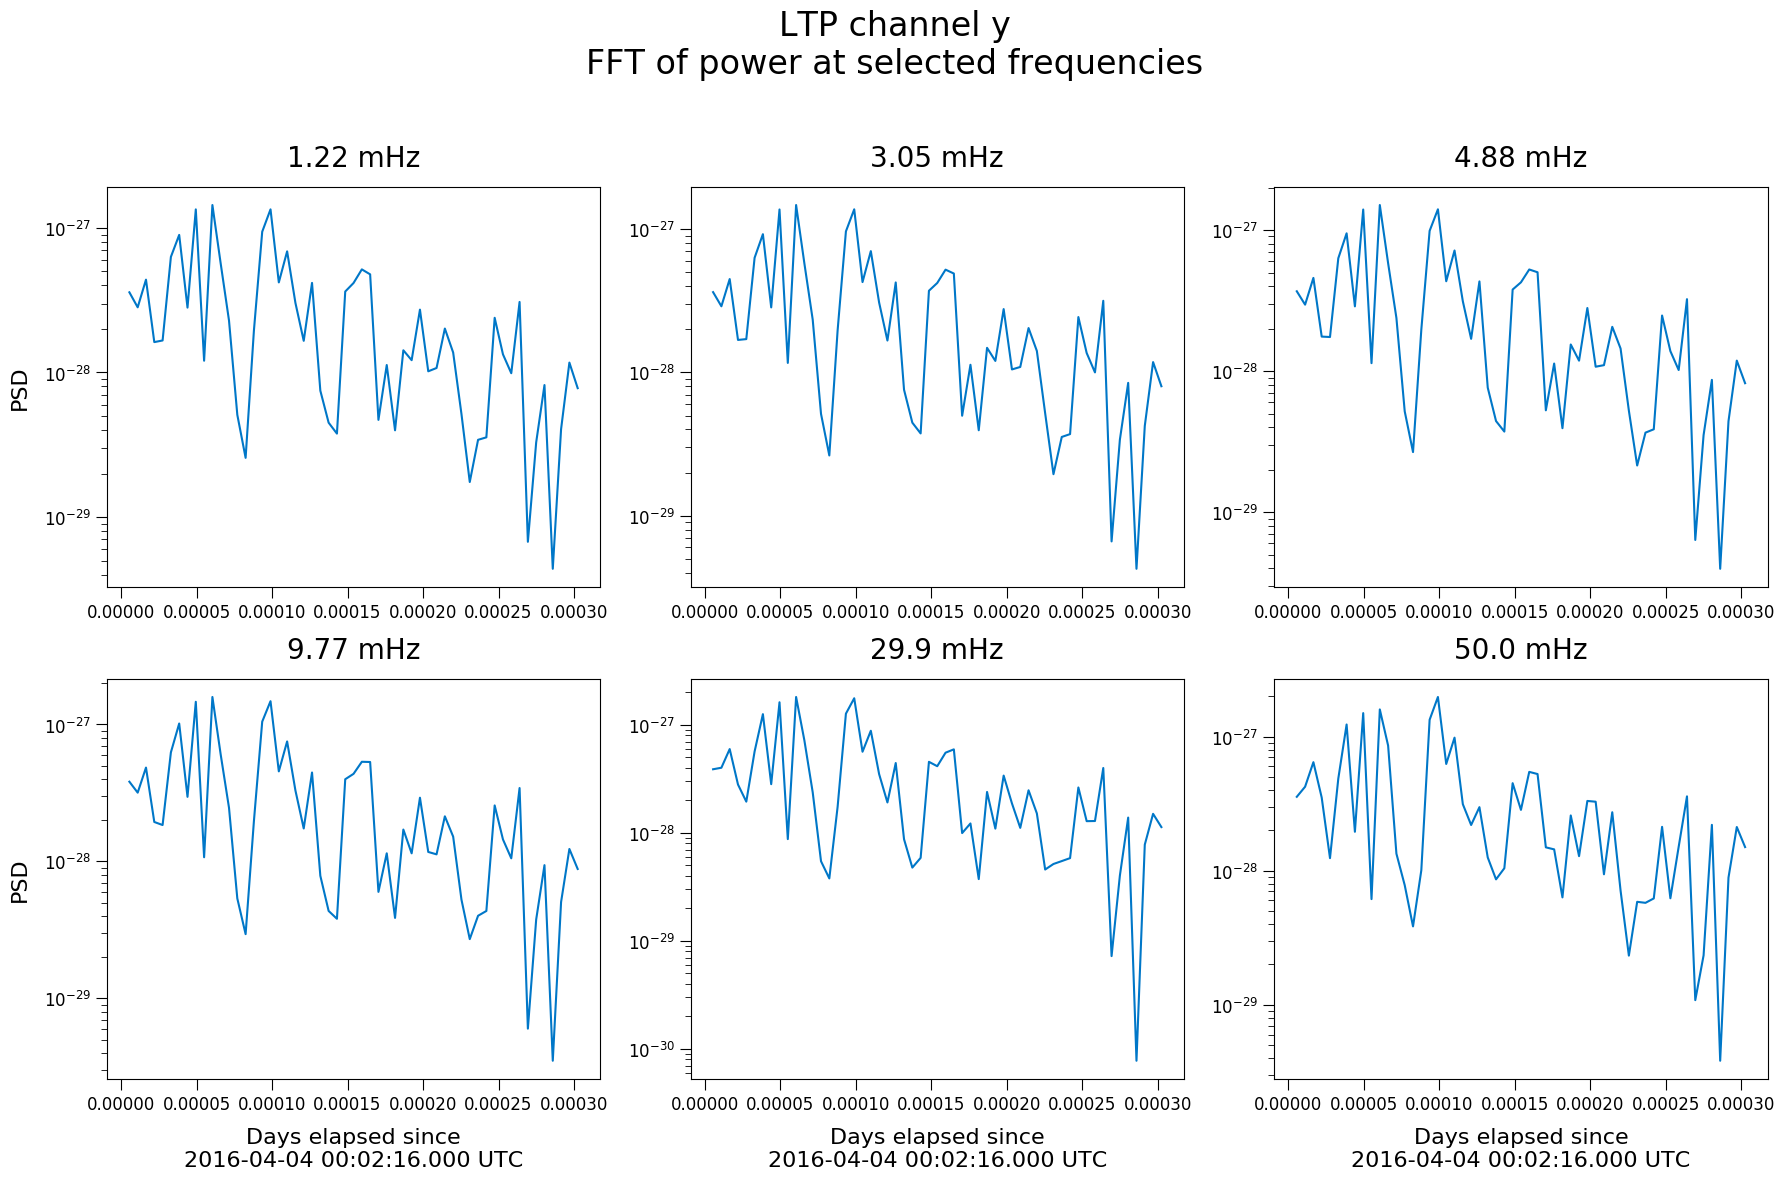 LTP channel y
FFT of power at selected frequencies
1.22 mHz
PSD
10⁻²⁷
10⁻²⁸
10⁻²⁹
0.00000 0.00005 0.00010 0.00015 0.00020 0.00025 0.00030
3.05 mHz
10⁻²⁷
10⁻²⁸
10⁻²⁹
0.00000 0.00005 0.00010 0.00015 0.00020 0.00025 0.00030
4.88 mHz
10⁻²⁷
10⁻²⁸
10⁻²⁹
0.00000 0.00005 0.00010 0.00015 0.00020 0.00025 0.00030
9.77 mHz
PSD
10⁻²⁷
10⁻²⁸
10⁻²⁹
0.00000 0.00005 0.00010 0.00015 0.00020 0.00025 0.00030
Days elapsed since
2016-04-04 00:02:16.000 UTC
29.9 mHz
10⁻²⁷
10⁻²⁸
10⁻²⁹
10⁻³⁰
0.00000 0.00005 0.00010 0.00015 0.00020 0.00025 0.00030
Days elapsed since
2016-04-04 00:02:16.000 UTC
50.0 mHz
10⁻²⁷
10⁻²⁸
10⁻²⁹
0.00000 0.00005 0.00010 0.00015 0.00020 0.00025 0.00030
Days elapsed since
2016-04-04 00:02:16.000 UTC